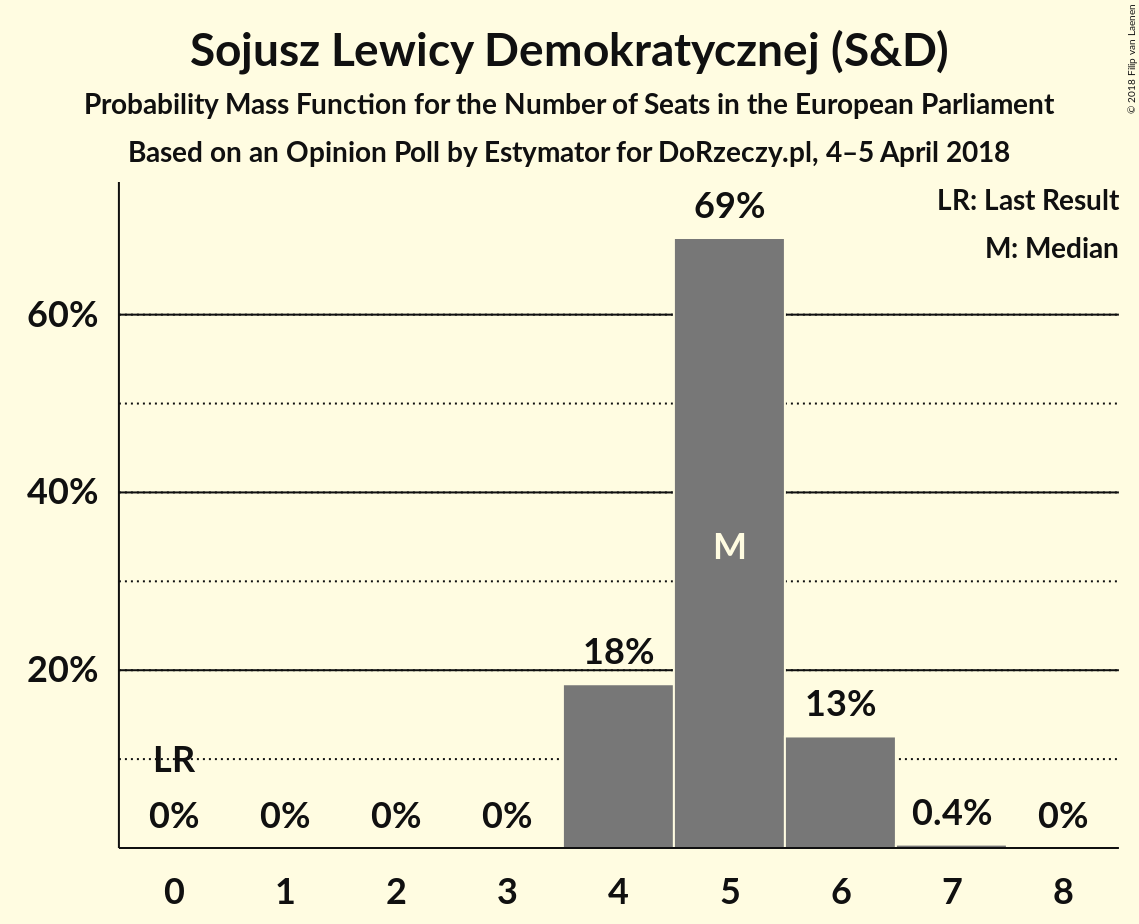 Sojusz Lewicy Demokratycznej (S&D)
Probability Mass Function for the Number of Seats in the European Parliament
Based on an Opinion Poll by Estymator for DoRzeczy.pl, 4–5 April 2018
© 2018 Filip van Laenen
LR: Last Result
M: Median
69%
60%
40%
M
18%
20%
13%
LR
0% 0% 0% 0% 0.4% 0%
0 1 2 3 4 5 6 7 8